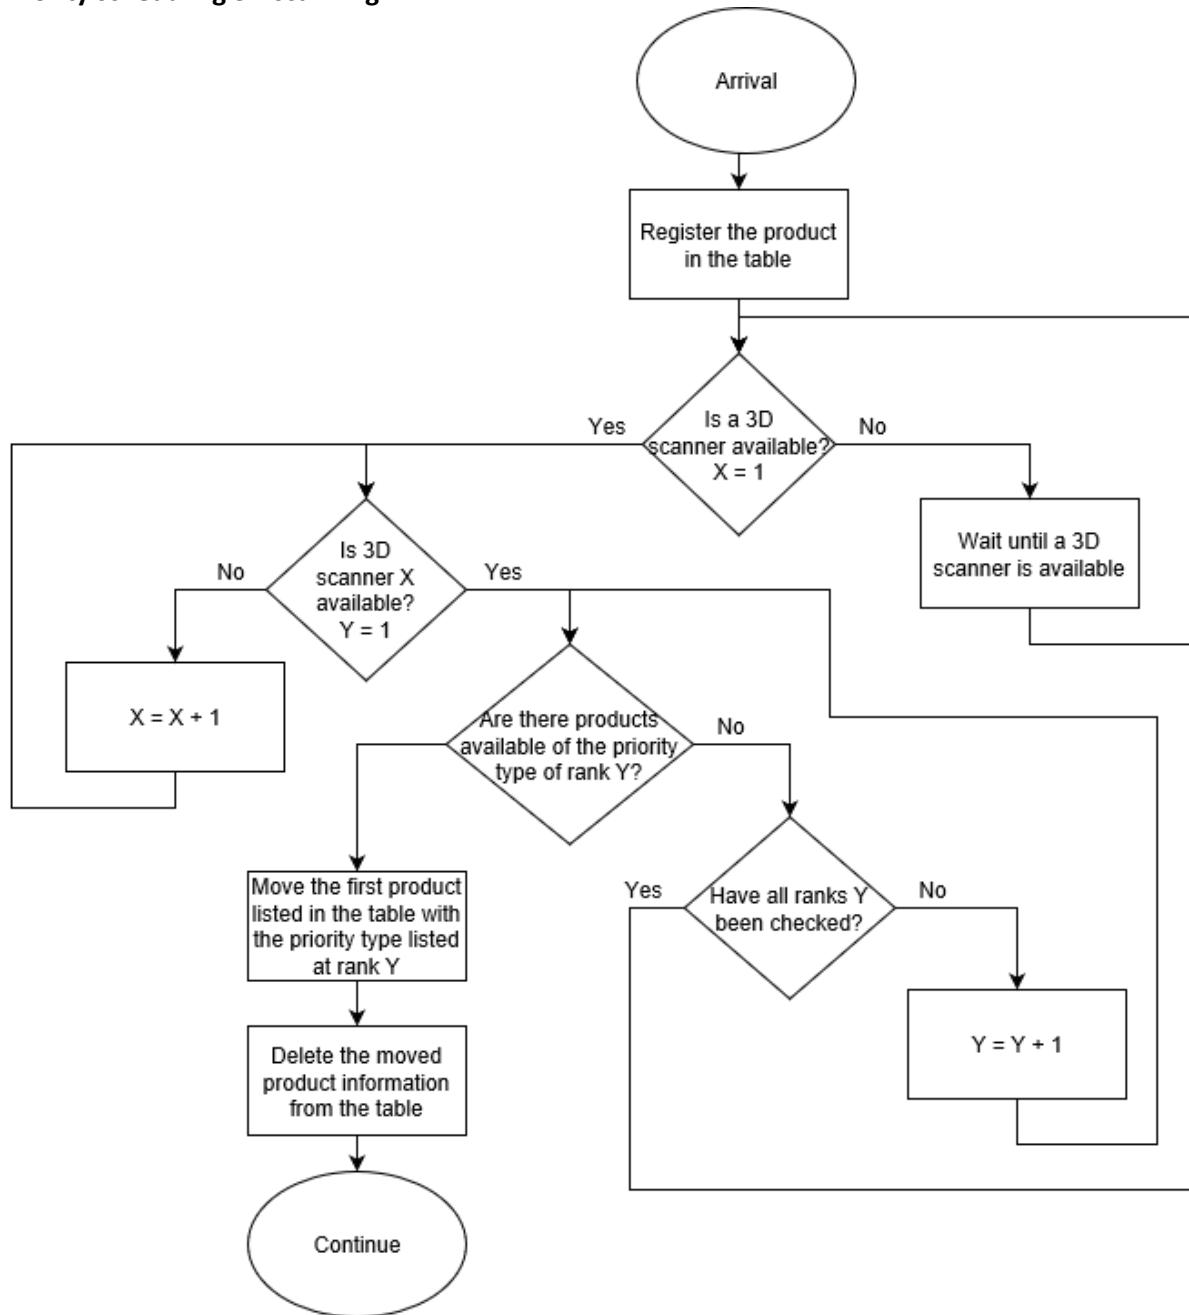 Arrival
Register the product
in the table
Is a 3D
scanner available?
X = 1
Yes
No
Wait until a 3D
scanner is available
Is 3D
scanner X
available?
Y = 1
No
Yes
X = X + 1
Are there products
available of the priority
type of rank Y?
No
Move the first product
listed in the table with
the priority type listed
at rank Y
Have all ranks Y
been checked?
Yes
No
Y = Y + 1
Delete the moved
product information
from the table
Continue